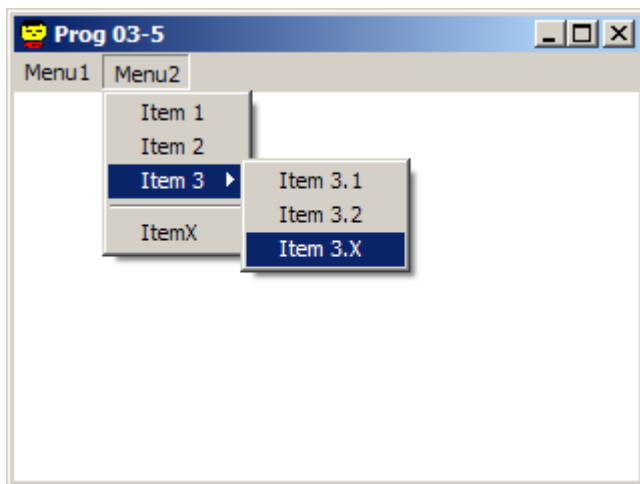 Prog 03-5
Menu1 Menu2
Item 1
Item 2
Item 3
ItemX
Item 3.1
Item 3.2
Item 3.X